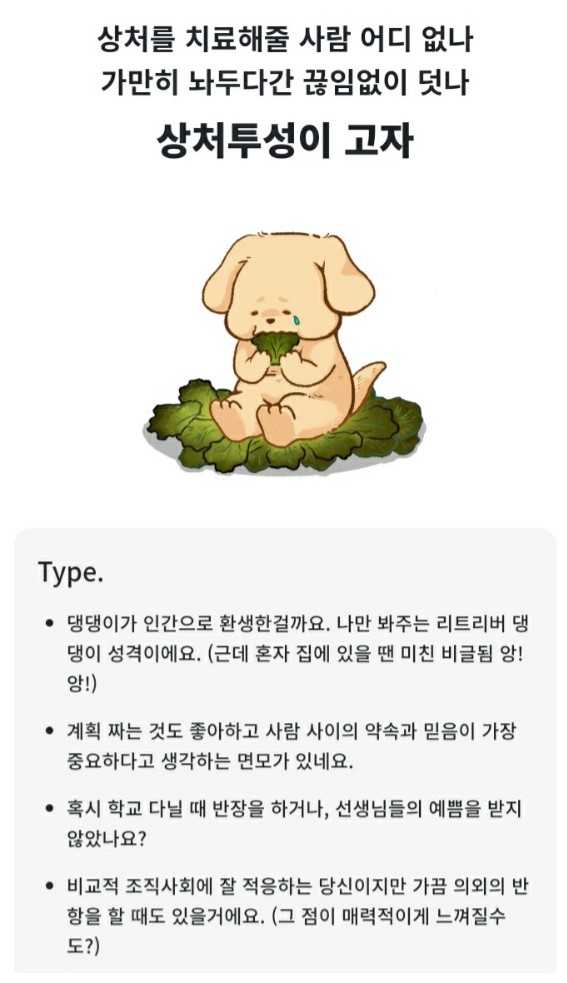 상처를 치료해줄 사람 어디 없나
가만히 놔두다간 끊임없이 덧나
상처투성이 고자
Type.
• 댕댕이가 인간으로 환생한걸까요. 나만 봐주는 리트리버 댕
댕이 성격이에요. (근데 혼자 집에 있을 땐 미친 비글됨 앙!
앙!)
• 계획 짜는 것도 좋아하고 사람 사이의 약속과 믿음이 가장
중요하다고 생각하는 면모가 있네요.
• 혹시 학교 다닐 때 반장을 하거나, 선생님들의 예쁨을 받지
않았나요?
• 비교적 조직사회에 잘 적응하는 당신이지만 가끔 의외의 반
항을 할 때도 있을거에요. (그 점이 매력적이게 느껴질수
도?)